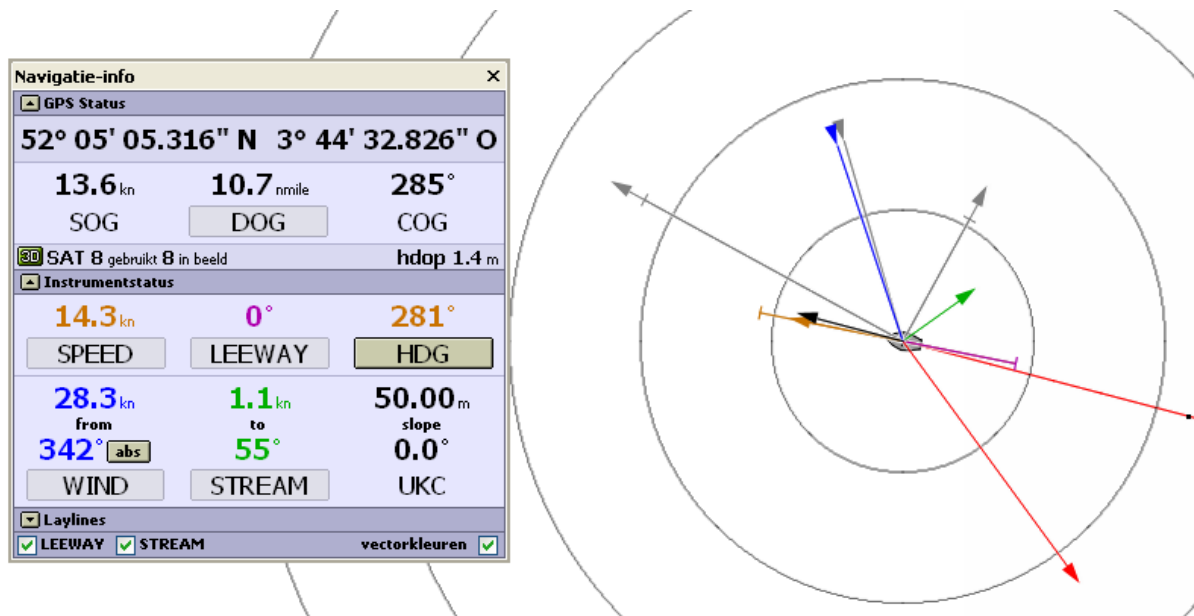 Navigatie-info
GPS Status
52° 05' 05.316" N 3° 44' 32.826" O
13.6 kn 10.7 nmile 285°
SOG DOG COG
3D SAT 8 gebruikt 8 in beeld hdop 1.4 m
Instrumentstatus
14.3 kn 0° 281°
SPEED LEEWAY HDG
28.3 kn 1.1 kn 50.00 m
from to slope
342° abs 55° 0.0°
WIND STREAM UKC
Laylines
LEEWAY STREAM vectorkleuren